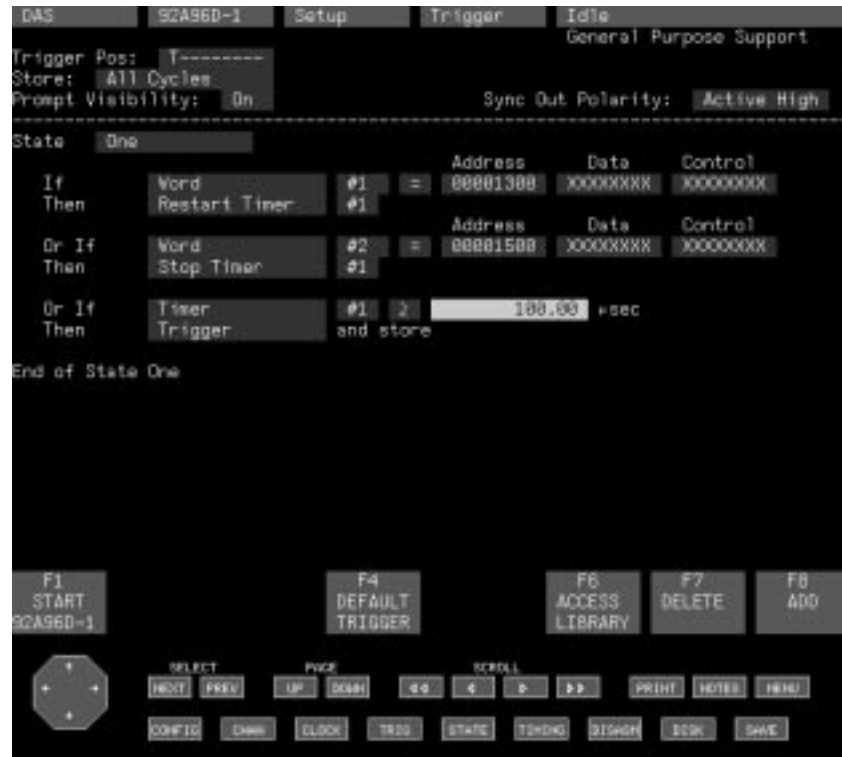 DAS 92A96D-1 Setup Trigger Idle
General Purpose Support
Trigger Pos: T--------
Store: All Cycles
Prompt Visibility: On Sync Out Polarity: Active High
State One
Address Data Control
If Word #1 = 00001300 XXXXXXXX XXXXXXXX
Then Restart Timer #1
Address Data Control
Or If Word #2 = 00001500 XXXXXXXX XXXXXXXX
Then Stop Timer #1
Or If Timer #1 ≥ 100.00 µsec
Then Trigger and store
End of State One
F1 F4 F6 F7 F8
START DEFAULT ACCESS DELETE ADD
92A96D-1 TRIGGER LIBRARY
SELECT PAGE SCROLL
NEXT PREV UP DOWN PRINT NOTES MENU
CONFIG CHAN CLOCK TRIG STATE TIMING DISASM DISK SAVE